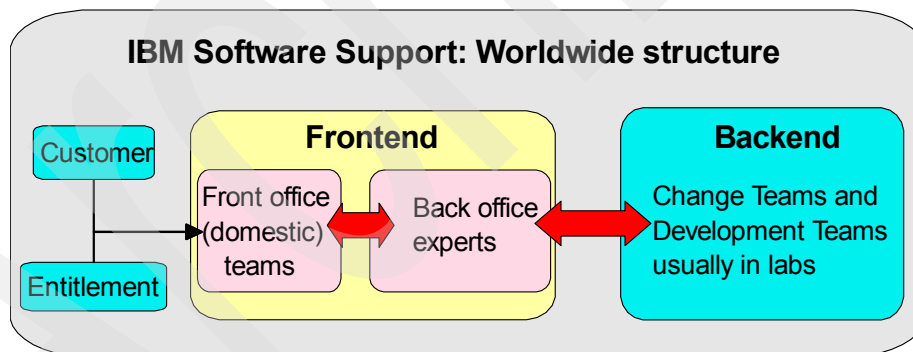 IBM Software Support: Worldwide structure
Customer
Entitlement
Frontend
Front office
(domestic)
teams
Back office
experts
Backend
Change Teams and
Development Teams
usually in labs